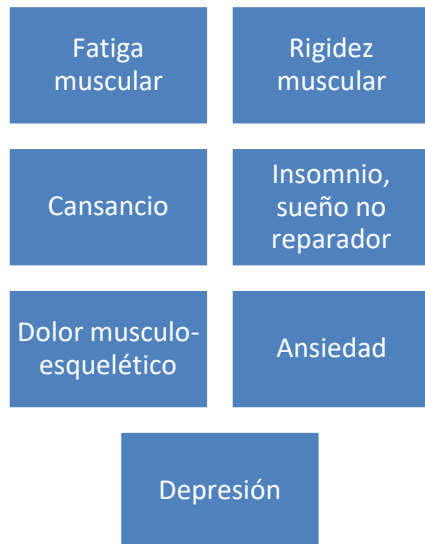 Fatiga
muscular
Rigidez
muscular
Cansancio
Insomnio,
sueño no
reparador
Dolor musculo-
esquelético
Ansiedad
Depresión